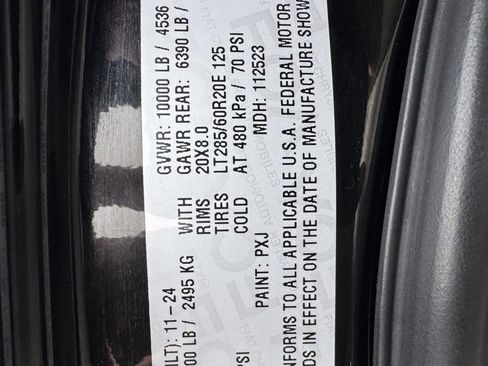 ILT): 11-24 GVWR: 10000 LB / 4536
00 LB / 2495 KG WITH GAWR REAR: 6390 LB /
RIMS 20X8.0
TIRES LT285/60R20E 125
PSI COLD AT 480 kPa / 70 PSI
PAINT: PXJ MDH: 112523
NFORMS TO ALL APPLICABLE U.S.A. FEDERAL MOTOR
DS IN EFFECT ON THE DATE OF MANUFACTURE SHOW